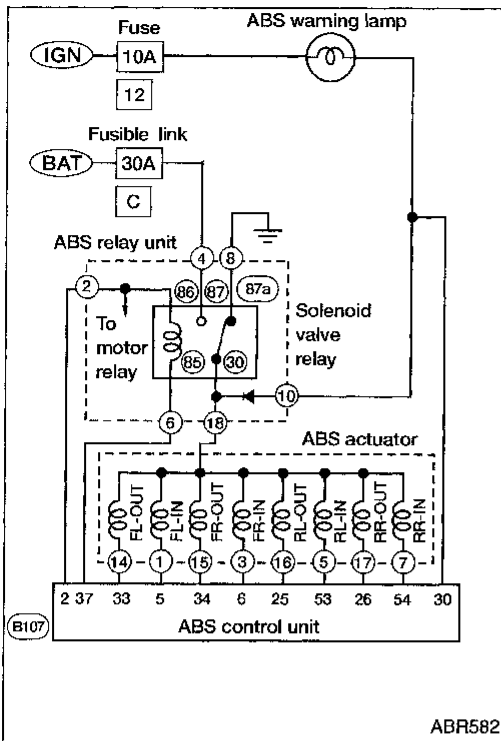 ABS warning lamp
Fuse
IGN
10A
12
Fusible link
BAT
30A
C
ABS relay unit
4
8
2
86
87
87a
To
motor
relay
Solenoid
valve
relay
85
30
10
6
18
ABS actuator
FL-OUT
FL-IN
FR-OUT
FR-IN
RL-OUT
RL-IN
RR-OUT
RR-IN
14
1
15
3
16
5
17
7
2 37 33 5 34 6 25 53 26 54 30
B107
ABS control unit
ABR582